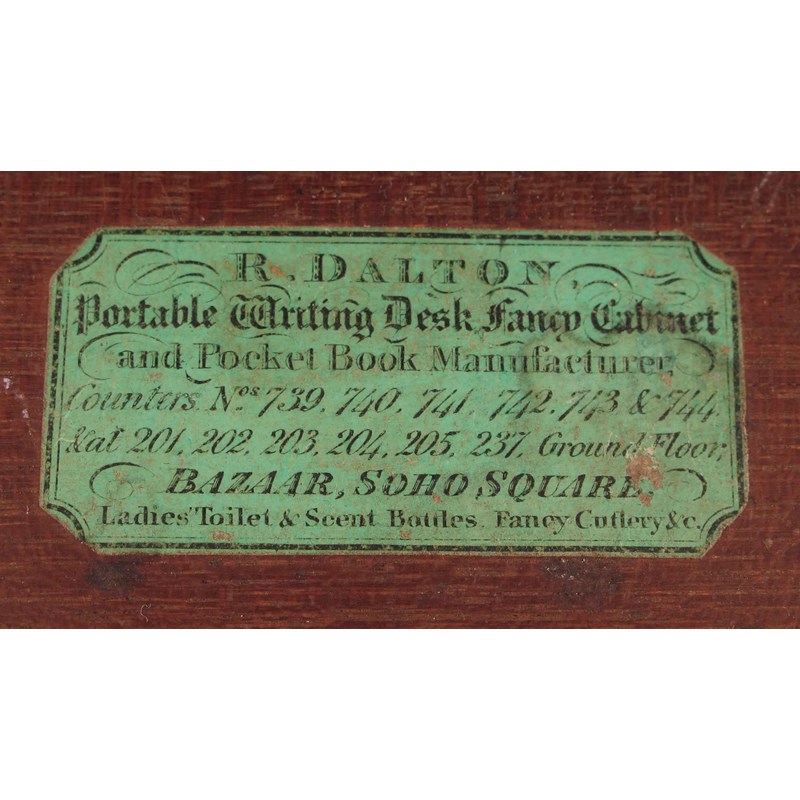 R. DALTON,
Portable Writing Desk, Fancy Cabinet
and Pocket Book Manufacturer,
Counters, Nos 739, 740, 741, 742, 743 & 744,
& at 201, 202, 203, 204, 205, 237, Ground Floor,
BAZAAR, SOHO SQUARE.
Ladies' Toilet & Scent Bottles, Fancy Cutlery &c.